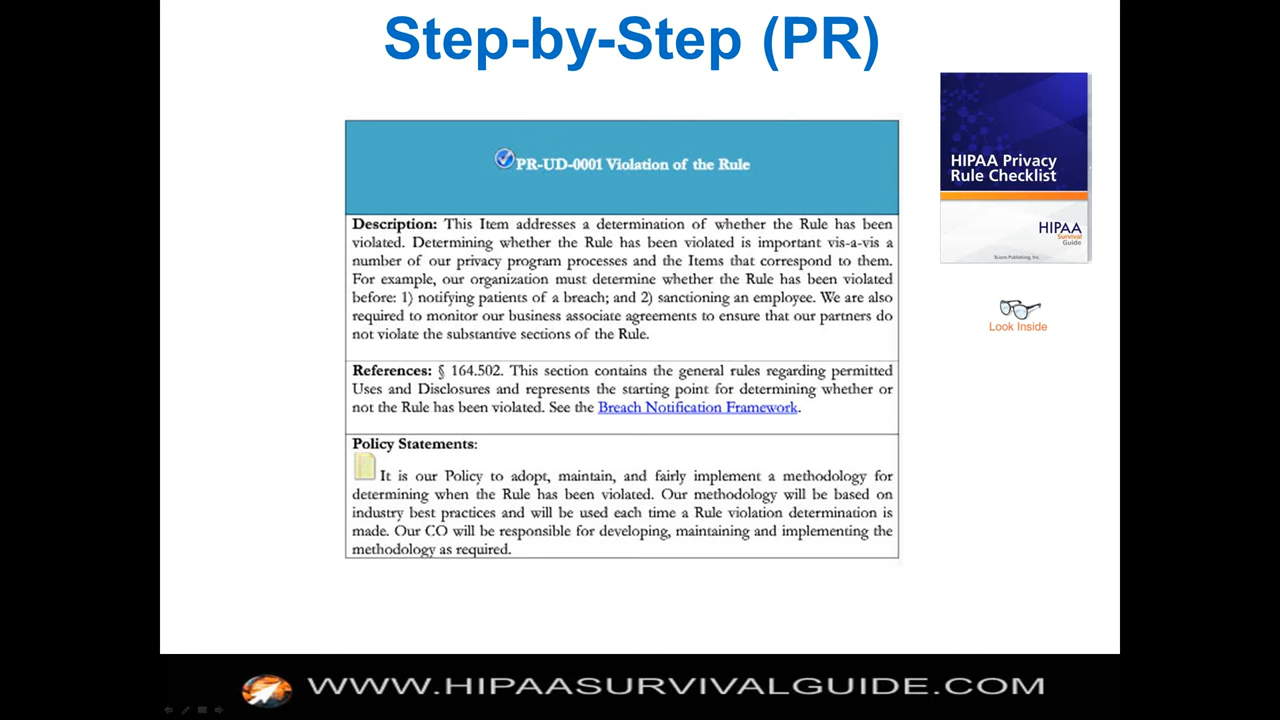 Step-by-Step (PR)
PR-UD-0001 Violation of the Rule
Description: This Item addresses a determination of whether the Rule has been
violated. Determining whether the Rule has been violated is important vis-a-vis a
number of our privacy program processes and the Items that correspond to them.
For example, our organization must determine whether the Rule has been violated
before: 1) notifying patients of a breach; and 2) sanctioning an employee. We are also
required to monitor our business associate agreements to ensure that our partners do
not violate the substantive sections of the Rule.
References: § 164.502. This section contains the general rules regarding permitted
Uses and Disclosures and represents the starting point for determining whether or
not the Rule has been violated. See the Breach Notification Framework.
Policy Statements:
It is our Policy to adopt, maintain, and fairly implement a methodology for
determining when the Rule has been violated. Our methodology will be based on
industry best practices and will be used each time a Rule violation determination is
made. Our CO will be responsible for developing, maintaining and implementing the
methodology as required.
HIPAA Privacy
Rule Checklist
HIPAA
Survival
Guide
3Lions Publishing, Inc.
Look Inside
WWW.HIPAASURVIVALGUIDE.COM